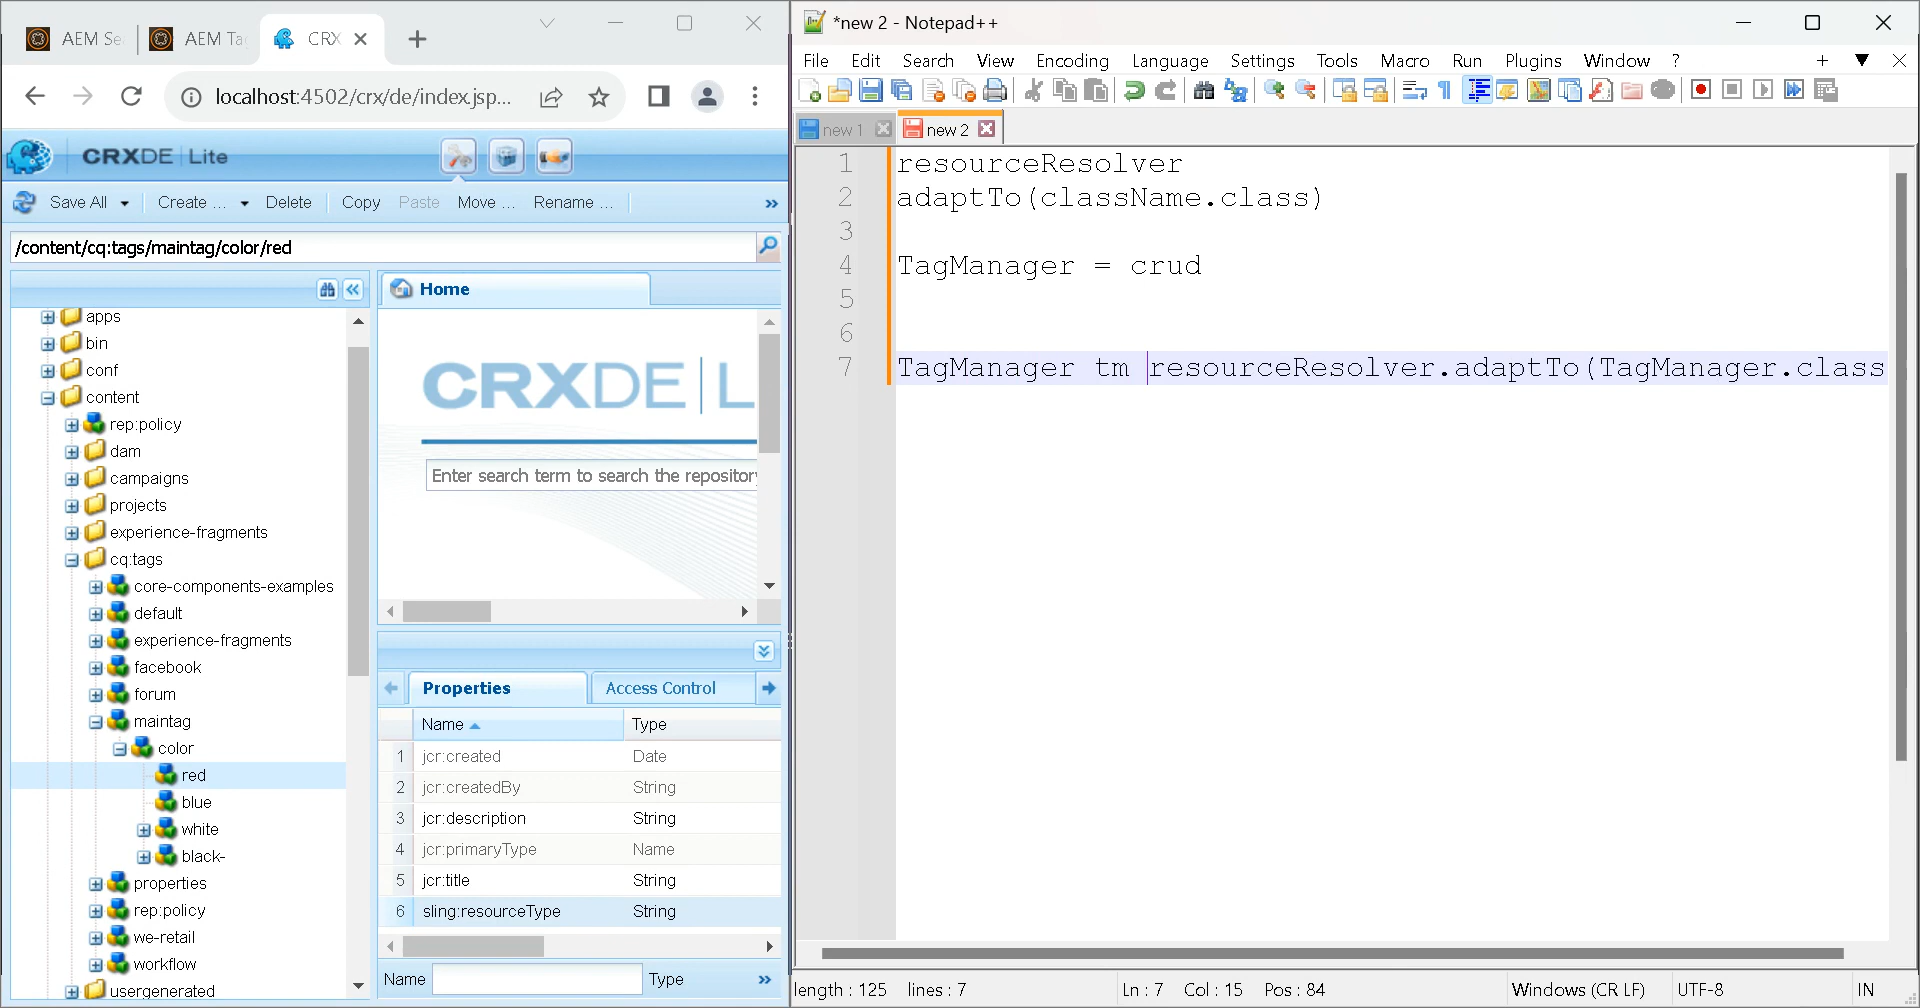 AEM Se
AEM Ta
CRX
localhost:4502/crx/de/index.jsp...
CRXDE | Lite
Save All
Create ...
Delete
Copy
Paste
Move ...
Rename ...
»
/content/cq:tags/maintag/color/red
apps
bin
conf
content
rep:policy
dam
campaigns
projects
experience-fragments
cq:tags
core-components-examples
default
experience-fragments
facebook
forum
maintag
color
red
blue
white
black-
properties
rep:policy
we-retail
workflow
usergenerated
Home
CRXDE|L
Enter search term to search the repository
Properties
Access Control
Name Type
1 jcr:created Date
2 jcr:createdBy String
3 jcr:description String
4 jcr:primaryType Name
5 jcr:title String
6 sling:resourceType String
Name Type »
*new 2 - Notepad++
File Edit Search View Encoding Language Settings Tools Macro Run Plugins Window ?
new 1
new 2
1 resourceResolver
2 adaptTo(className.class)
3
4 TagManager = crud
5
6
7 TagManager tm resourceResolver.adaptTo(TagManager.class
length : 125 lines : 7
Ln : 7 Col : 15 Pos : 84
Windows (CR LF)
UTF-8
IN